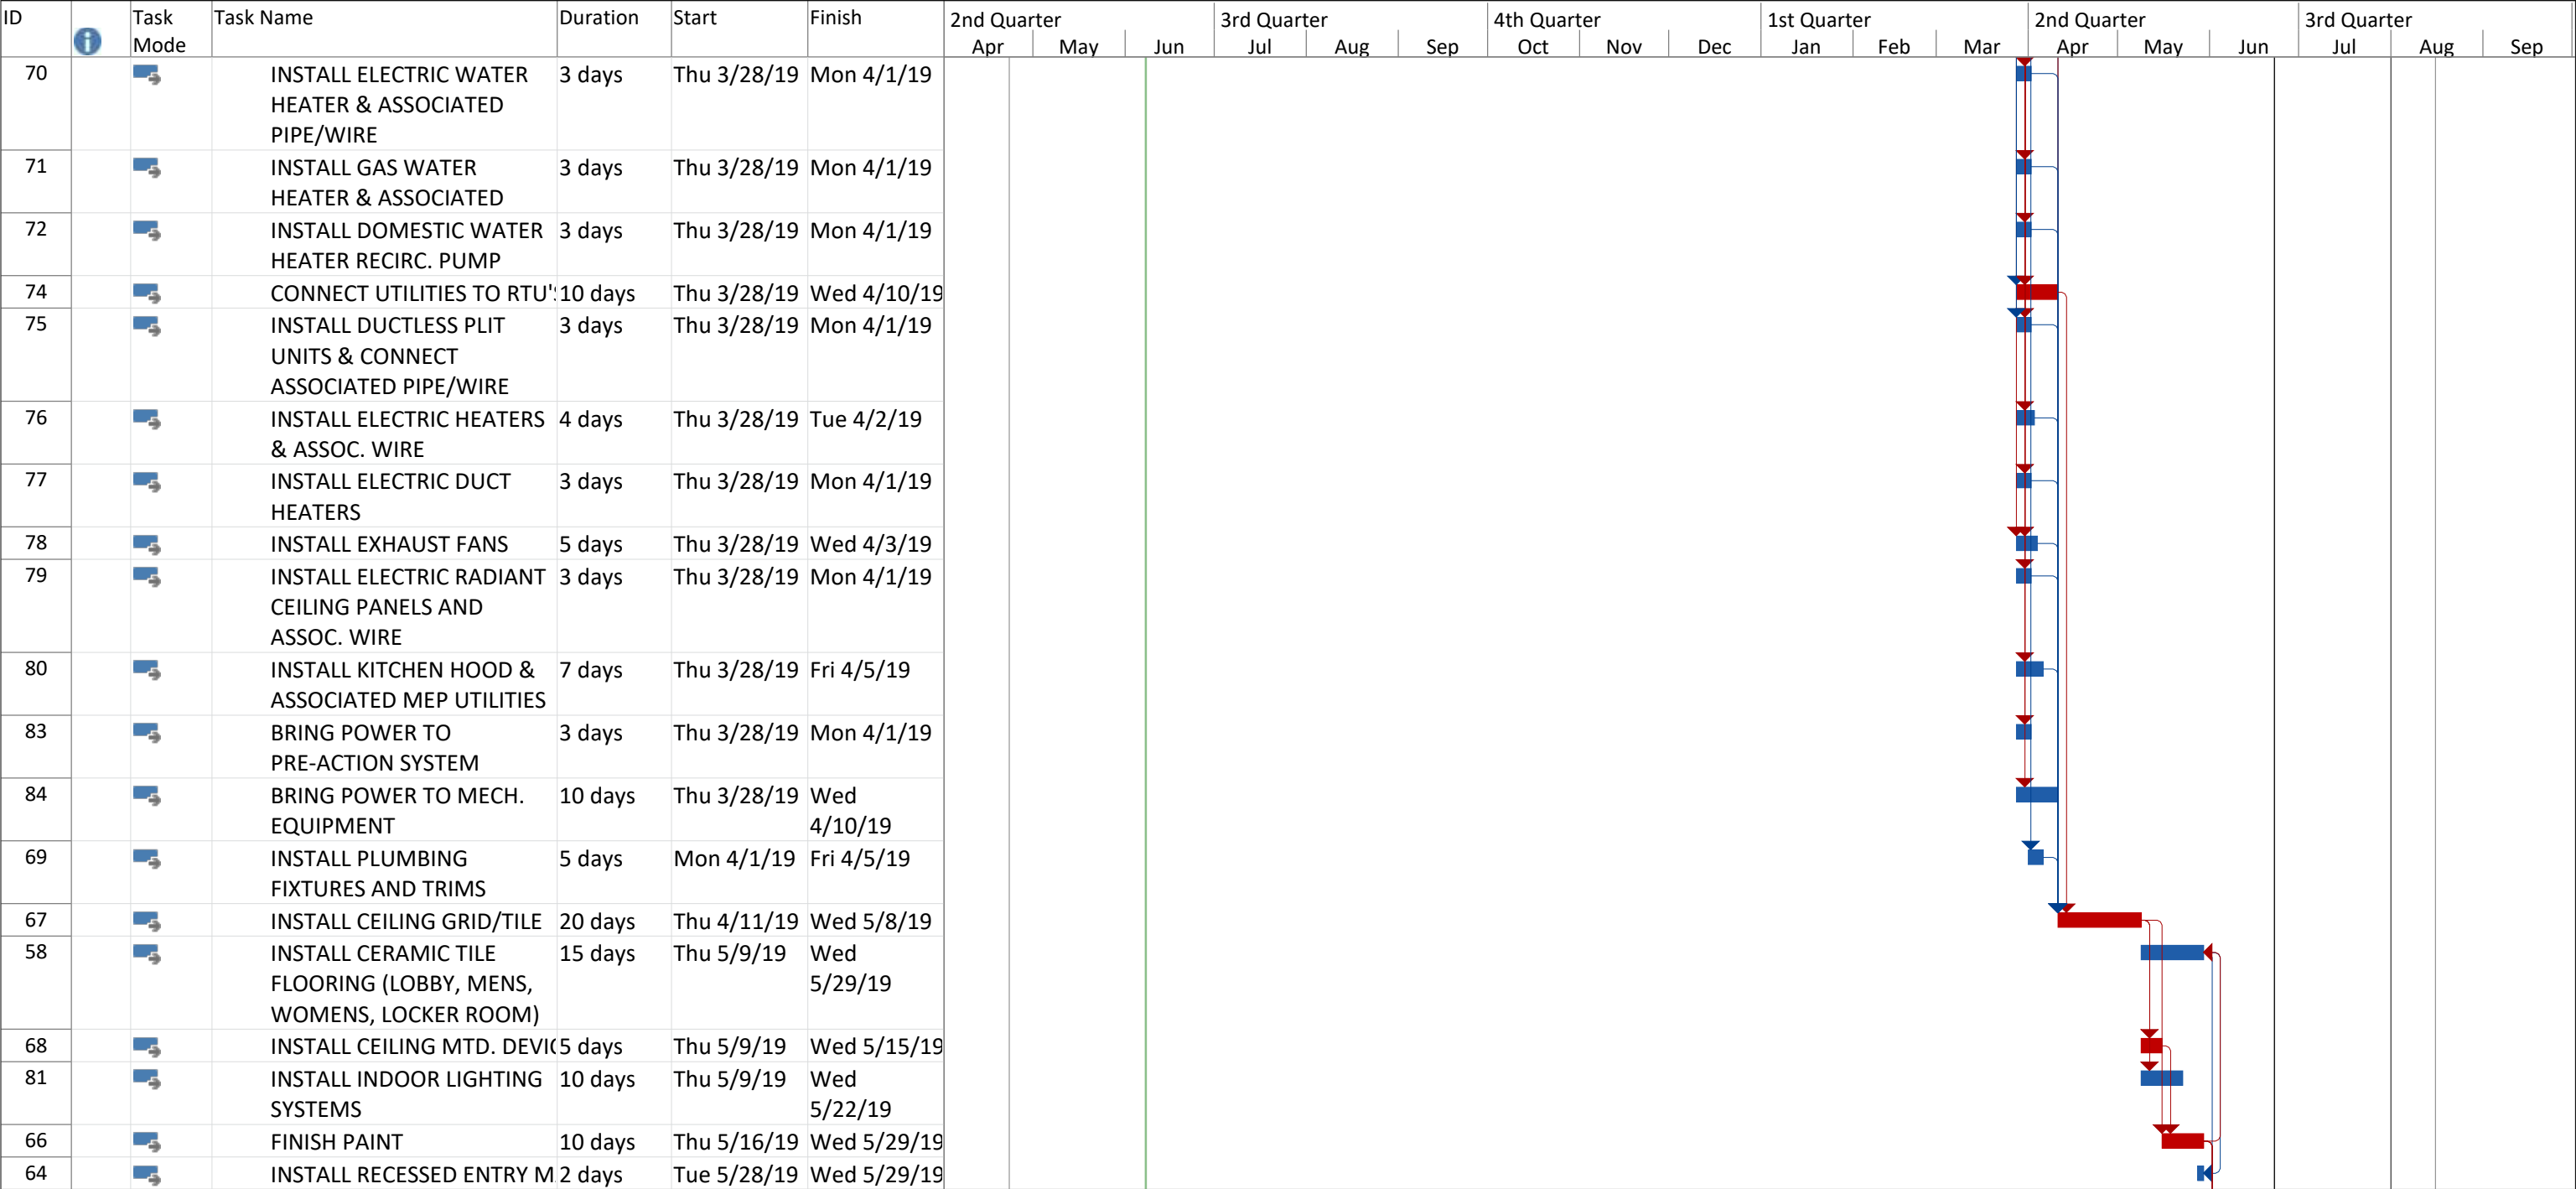 ID Task Mode Task Name Duration Start Finish 2nd Quarter 3rd Quarter 4th Quarter 1st Quarter 2nd Quarter 3rd Quarter
Apr May Jun Jul Aug Sep Oct Nov Dec Jan Feb Mar Apr May Jun Jul Aug Sep
70 INSTALL ELECTRIC WATER 3 days Thu 3/28/19 Mon 4/1/19
HEATER & ASSOCIATED
PIPE/WIRE
71 INSTALL GAS WATER 3 days Thu 3/28/19 Mon 4/1/19
HEATER & ASSOCIATED
72 INSTALL DOMESTIC WATER 3 days Thu 3/28/19 Mon 4/1/19
HEATER RECIRC. PUMP
74 CONNECT UTILITIES TO RTU'S 10 days Thu 3/28/19 Wed 4/10/19
75 INSTALL DUCTLESS PLIT 3 days Thu 3/28/19 Mon 4/1/19
UNITS & CONNECT
ASSOCIATED PIPE/WIRE
76 INSTALL ELECTRIC HEATERS 4 days Thu 3/28/19 Tue 4/2/19
& ASSOC. WIRE
77 INSTALL ELECTRIC DUCT 3 days Thu 3/28/19 Mon 4/1/19
HEATERS
78 INSTALL EXHAUST FANS 5 days Thu 3/28/19 Wed 4/3/19
79 INSTALL ELECTRIC RADIANT 3 days Thu 3/28/19 Mon 4/1/19
CEILING PANELS AND
ASSOC. WIRE
80 INSTALL KITCHEN HOOD & 7 days Thu 3/28/19 Fri 4/5/19
ASSOCIATED MEP UTILITIES
83 BRING POWER TO 3 days Thu 3/28/19 Mon 4/1/19
PRE-ACTION SYSTEM
84 BRING POWER TO MECH. 10 days Thu 3/28/19 Wed
EQUIPMENT 4/10/19
69 INSTALL PLUMBING 5 days Mon 4/1/19 Fri 4/5/19
FIXTURES AND TRIMS
67 INSTALL CEILING GRID/TILE 20 days Thu 4/11/19 Wed 5/8/19
58 INSTALL CERAMIC TILE 15 days Thu 5/9/19 Wed
FLOORING (LOBBY, MENS, 5/29/19
WOMENS, LOCKER ROOM)
68 INSTALL CEILING MTD. DEVIC 5 days Thu 5/9/19 Wed 5/15/19
81 INSTALL INDOOR LIGHTING 10 days Thu 5/9/19 Wed
SYSTEMS 5/22/19
66 FINISH PAINT 10 days Thu 5/16/19 Wed 5/29/19
64 INSTALL RECESSED ENTRY M 2 days Tue 5/28/19 Wed 5/29/19